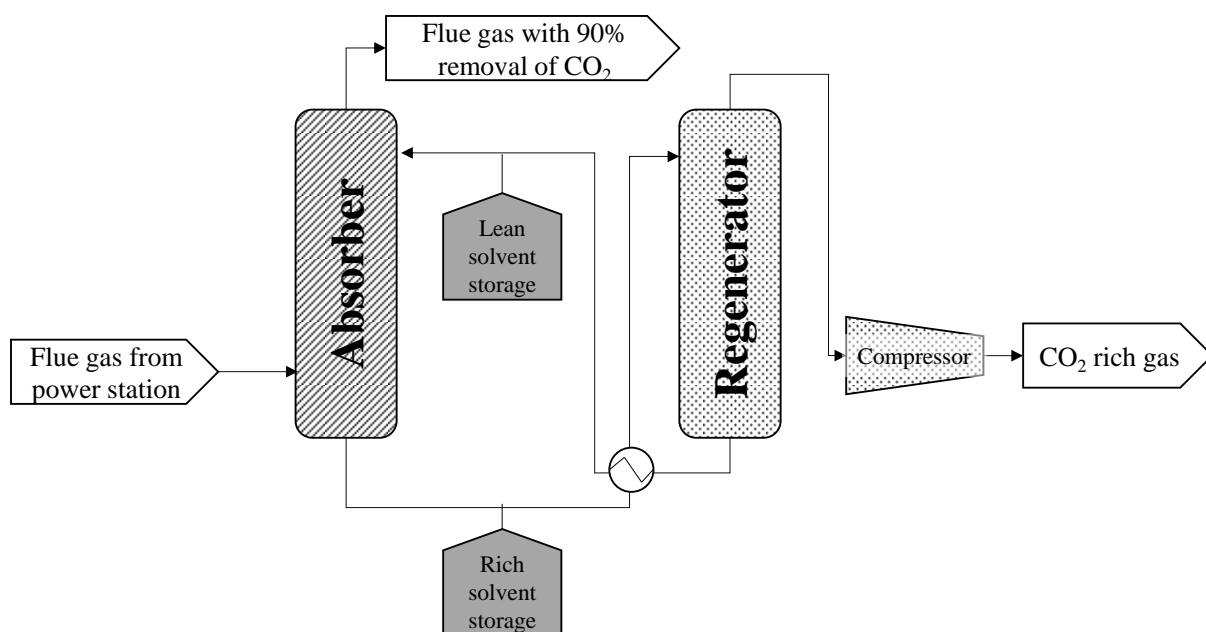 Flue gas with 90%
removal of CO₂
Absorber
Regenerator
Lean
solvent
storage
Flue gas from
power station
Compressor
CO₂ rich gas
Rich
solvent
storage